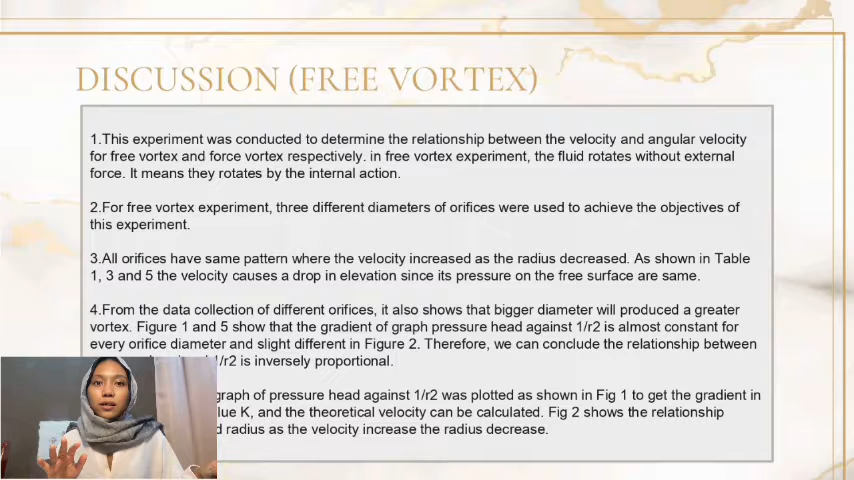 DISCUSSION (FREE VORTEX)
1.This experiment was conducted to determine the relationship between the velocity and angular velocity
for free vortex and force vortex respectively. in free vortex experiment, the fluid rotates without external
force. It means they rotates by the internal action.
2.For free vortex experiment, three different diameters of orifices were used to achieve the objectives of
this experiment.
3.All orifices have same pattern where the velocity increased as the radius decreased. As shown in Table
1, 3 and 5 the velocity causes a drop in elevation since its pressure on the free surface are same.
4.From the data collection of different orifices, it also shows that bigger diameter will produced a greater
vortex. Figure 1 and 5 show that the gradient of graph pressure head against 1/r2 is almost constant for
every orifice diameter and slight different in Figure 2. Therefore, we can conclude the relationship between
1/r2 is inversely proportional.
graph of pressure head against 1/r2 was plotted as shown in Fig 1 to get the gradient in
K, and the theoretical velocity can be calculated. Fig 2 shows the relationship
radius as the velocity increase the radius decrease.